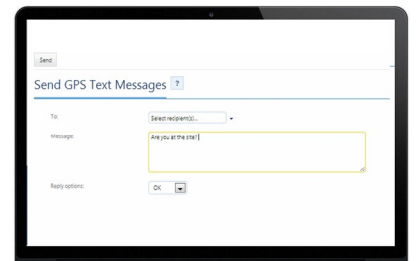 Send
Send GPS Text Messages ?
To: Select recipient(s)...
Message: Are you at the site?
Reply options: OK